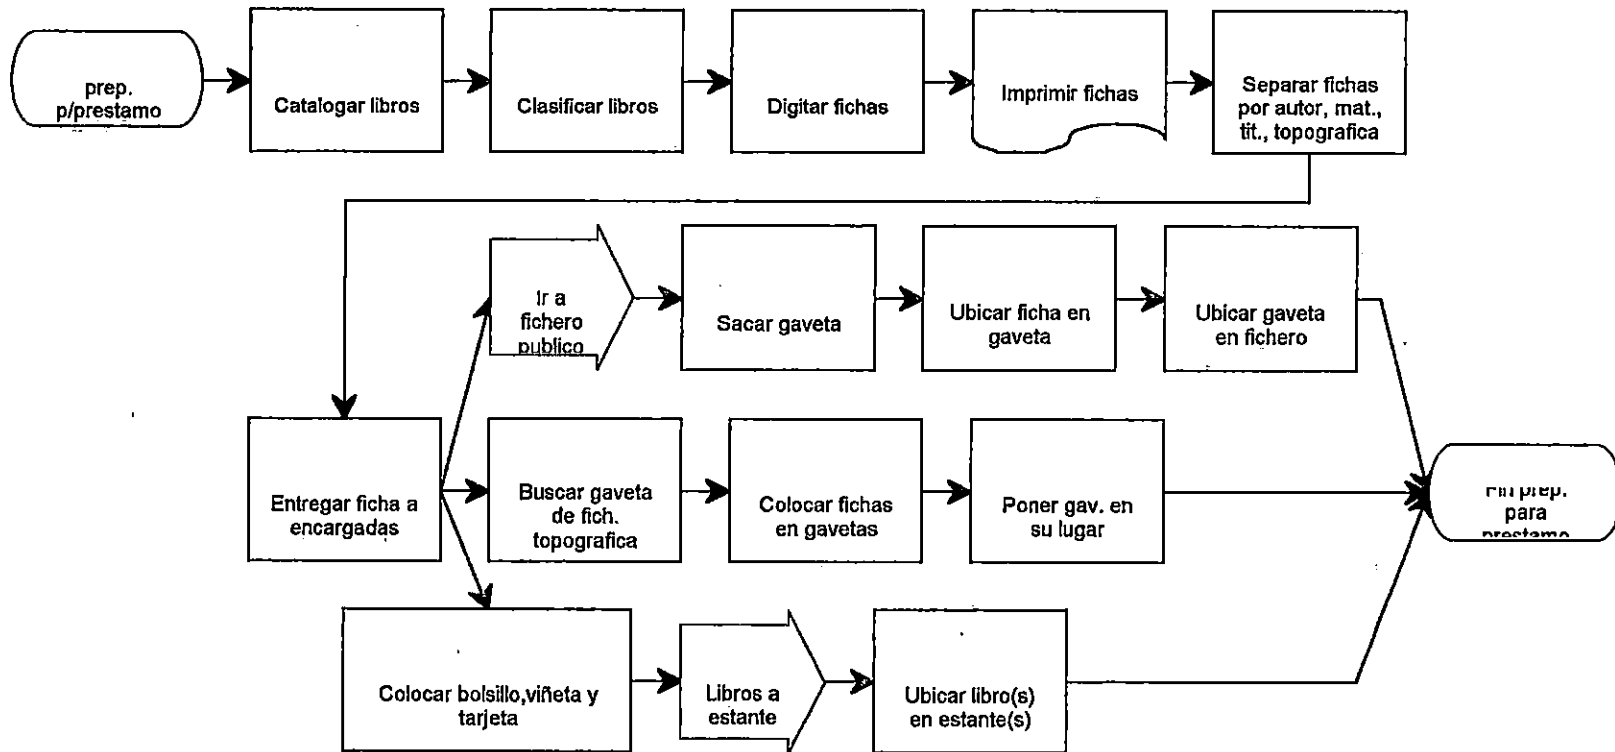 prep.
p/prestamo
Catalogar libros
Clasificar libros
Digitar fichas
Imprimir fichas
Separar fichas
por autor, mat.,
tit., topografica
Ir a
fichero
publico
Sacar gaveta
Ubicar ficha en
gaveta
Ubicar gaveta
en fichero
Entregar ficha a
encargadas
Buscar gaveta
de fich.
topografica
Colocar fichas
en gavetas
Poner gav. en
su lugar
Fin prep.
para
prestamo
Colocar bolsillo,viñeta y
tarjeta
Libros a
estante
Ubicar libro(s)
en estante(s)